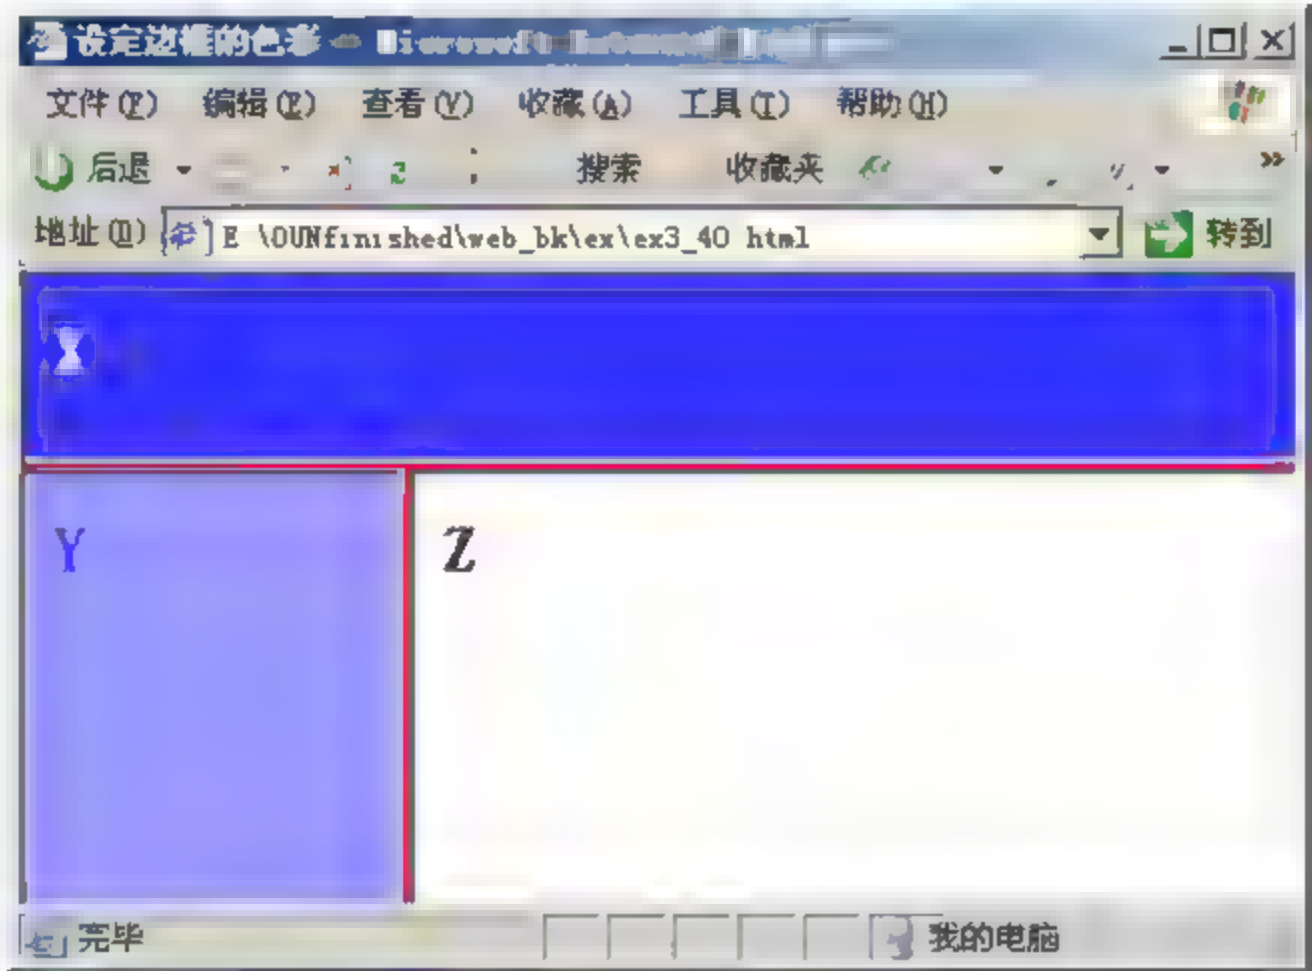 设定边框的色彩 -
文件(F) 编辑(E) 查看(V) 收藏(A) 工具(T) 帮助(H)
后退 搜索 收藏夹 »
地址(D) E \OUNfinished\web_bk\ex\ex3_40 html 转到
X
Y Z
完毕 我的电脑